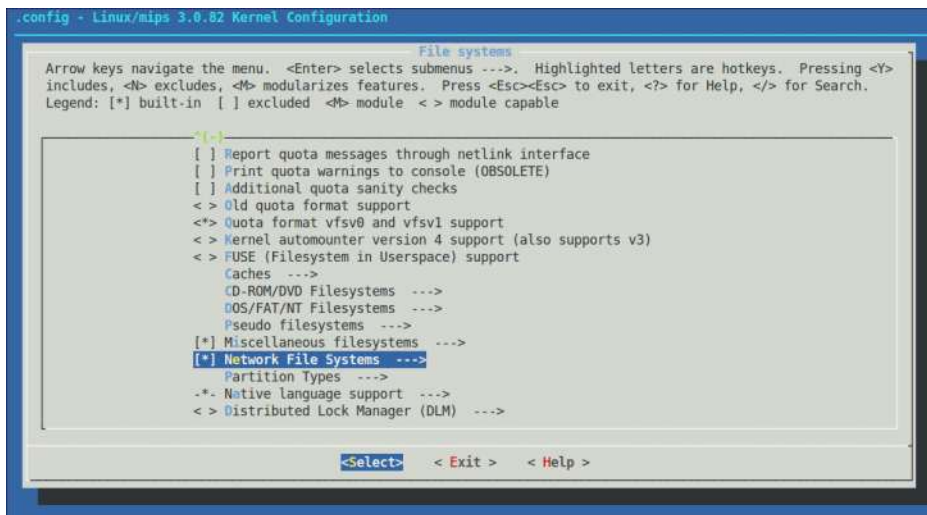 .config - Linux/mips 3.0.82 Kernel Configuration
File systems
Arrow keys navigate the menu. <Enter> selects submenus --->. Highlighted letters are hotkeys. Pressing <Y>
includes, <N> excludes, <M> modularizes features. Press <Esc><Esc> to exit, <?> for Help, </> for Search.
Legend: [*] built-in [ ] excluded <M> module < > module capable
^(-)
[ ] Report quota messages through netlink interface
[ ] Print quota warnings to console (OBSOLETE)
[ ] Additional quota sanity checks
< > Old quota format support
<*> Quota format vfsv0 and vfsv1 support
< > Kernel automounter version 4 support (also supports v3)
< > FUSE (Filesystem in Userspace) support
Caches --->
CD-ROM/DVD Filesystems --->
DOS/FAT/NT Filesystems --->
Pseudo filesystems --->
[*] Miscellaneous filesystems --->
[*] Network File Systems --->
Partition Types --->
-*- Native language support --->
< > Distributed Lock Manager (DLM) --->
<Select> < Exit > < Help >